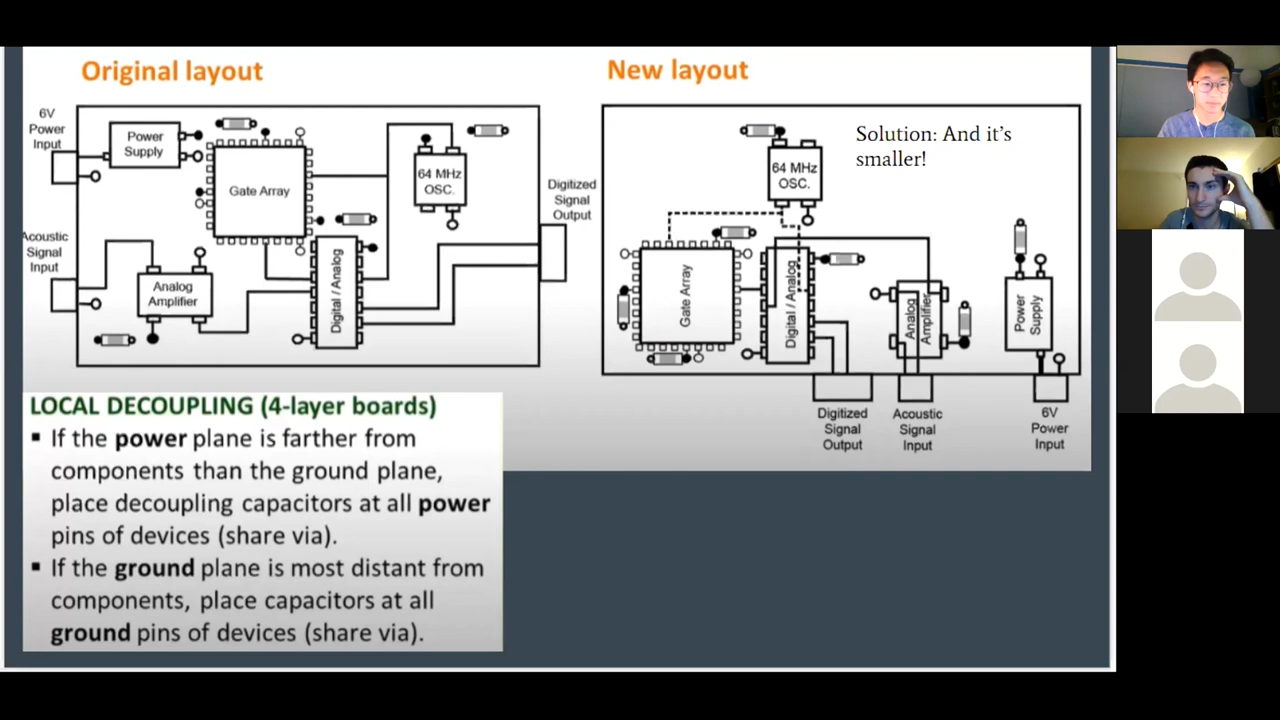 Original layout
6V
Power
Input
Power
Supply
Gate Array
64 MHz
OSC.
Digitized
Signal
Output
Acoustic
Signal
Input
Analog
Amplifier
Digital / Analog
New layout
Solution: And it's
smaller!
64 MHz
OSC.
Gate Array
Digital / Analog
Analog
Amplifier
Power
Supply
Digitized
Signal
Output
Acoustic
Signal
Input
6V
Power
Input
LOCAL DECOUPLING (4-layer boards)
▪ If the power plane is farther from
components than the ground plane,
place decoupling capacitors at all power
pins of devices (share via).
▪ If the ground plane is most distant from
components, place capacitors at all
ground pins of devices (share via).